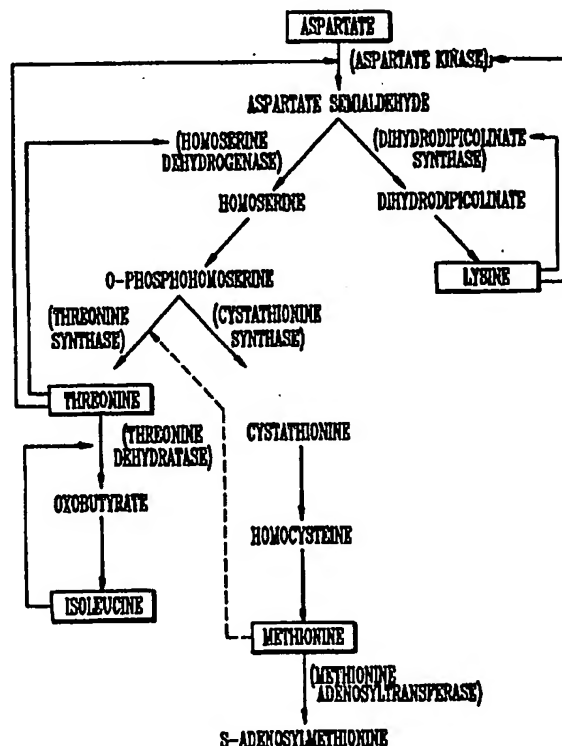 ASPARTATE
(ASPARTATE KINASE)
ASPARTATE SEMIALDEHYDE
(HOMOSERINE
DEHYDROGENASE)
(DIHYDRODIPICOLINATE
SYNTHASE)
HOMOSERINE
DIHYDRODIPICOLINATE
O-PHOSPHOHOMOSERINE
LYSINE
(THREONINE
SYNTHASE)
(CYSTATHIONINE
SYNTHASE)
THREONINE
(THREONINE
DEHYDRATASE)
CYSTATHIONINE
OXOBUTYRATE
HOMOCYSTEINE
ISOLEUCINE
METHIONINE
(METHIONINE
ADENOSYLTRANSFERASE)
S-ADENOSYLMETHIONINE